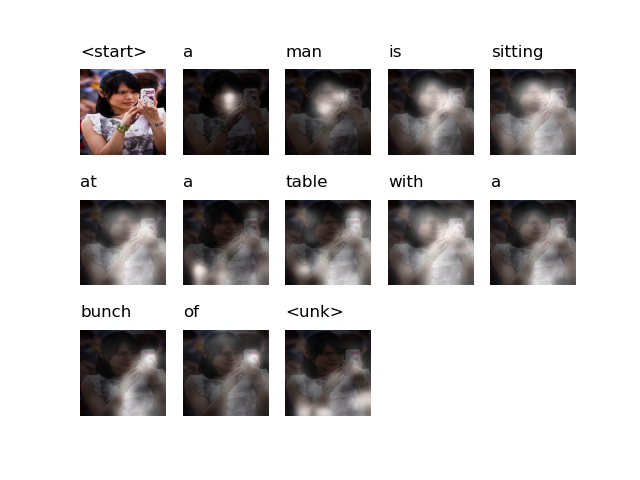 <start> a man is sitting
at a table with a
bunch of <unk>